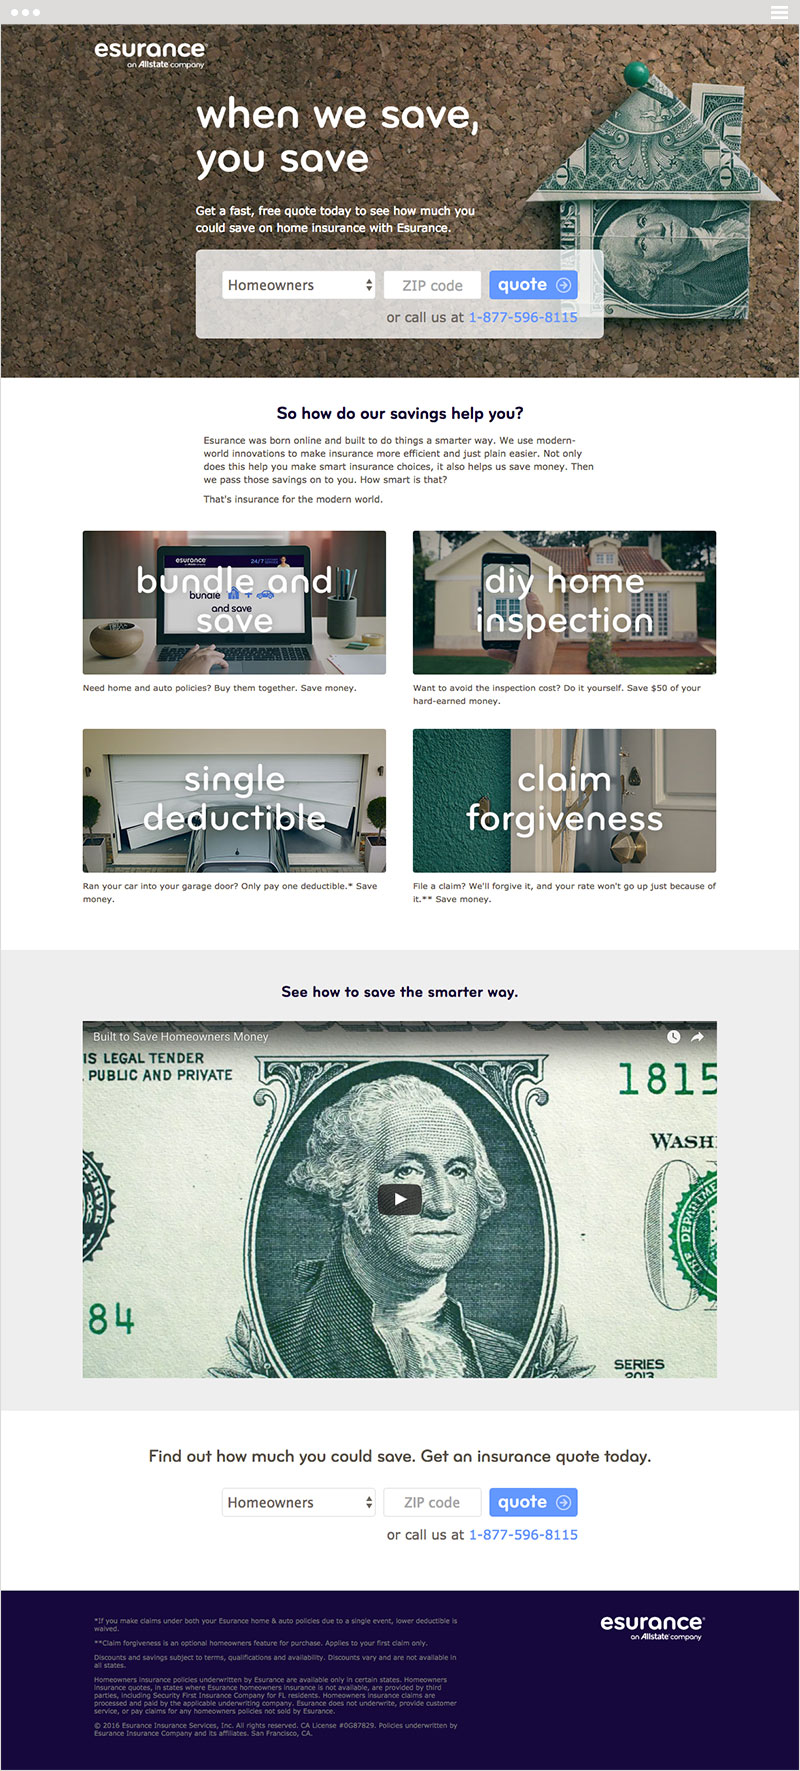 esurance
an Allstate company
when we save,
you save
Get a fast, free quote today to see how much you
could save on home insurance with Esurance.
Homeowners
ZIP code
quote
or call us at 1-877-596-8115
So how do our savings help you?
Esurance was born online and built to do things a smarter way. We use modern-
world innovations to make insurance more efficient and just plain easier. Not only
does this help you make smart insurance choices, it also helps us save money. Then
we pass those savings on to you. How smart is that?
That's insurance for the modern world.
esurance
24/7
bundle and
bundle + 
and save
save
Need home and auto policies? Buy them together. Save money.
diy home
inspection
Want to avoid the inspection cost? Do it yourself. Save $50 of your
hard-earned money.
single
deductible
Ran your car into your garage door? Only pay one deductible.* Save
money.
claim
forgiveness
File a claim? We'll forgive it, and your rate won't go up just because of
it.** Save money.
See how to save the smarter way.
Built to Save Homeowners Money
IS LEGAL TENDER
PUBLIC AND PRIVATE
1815
WASH
THE DEPARTME
84
SERIES
2013
Find out how much you could save. Get an insurance quote today.
Homeowners
ZIP code
quote
or call us at 1-877-596-8115
*If you make claims under both your Esurance home & auto policies due to a single event, lower deductible is
waived.
**Claim forgiveness is an optional homeowners feature for purchase. Applies to your first claim only.
Discounts and savings subject to terms, qualifications and availability. Discounts vary and are not available in
all states.
Homeowners insurance policies underwritten by Esurance are available only in certain states. Homeowners
insurance quotes, in states where Esurance homeowners insurance is not available, are provided by third
parties, including Security First Insurance Company for FL residents. Homeowners insurance claims are
processed and paid by the applicable underwriting company. Esurance does not underwrite, provide customer
service, or pay claims for any homeowners policies not sold by Esurance.
© 2016 Esurance Insurance Services, Inc. All rights reserved. CA License #0G87829. Policies underwritten by
Esurance Insurance Company and its affiliates. San Francisco, CA.
esurance®
an Allstate company